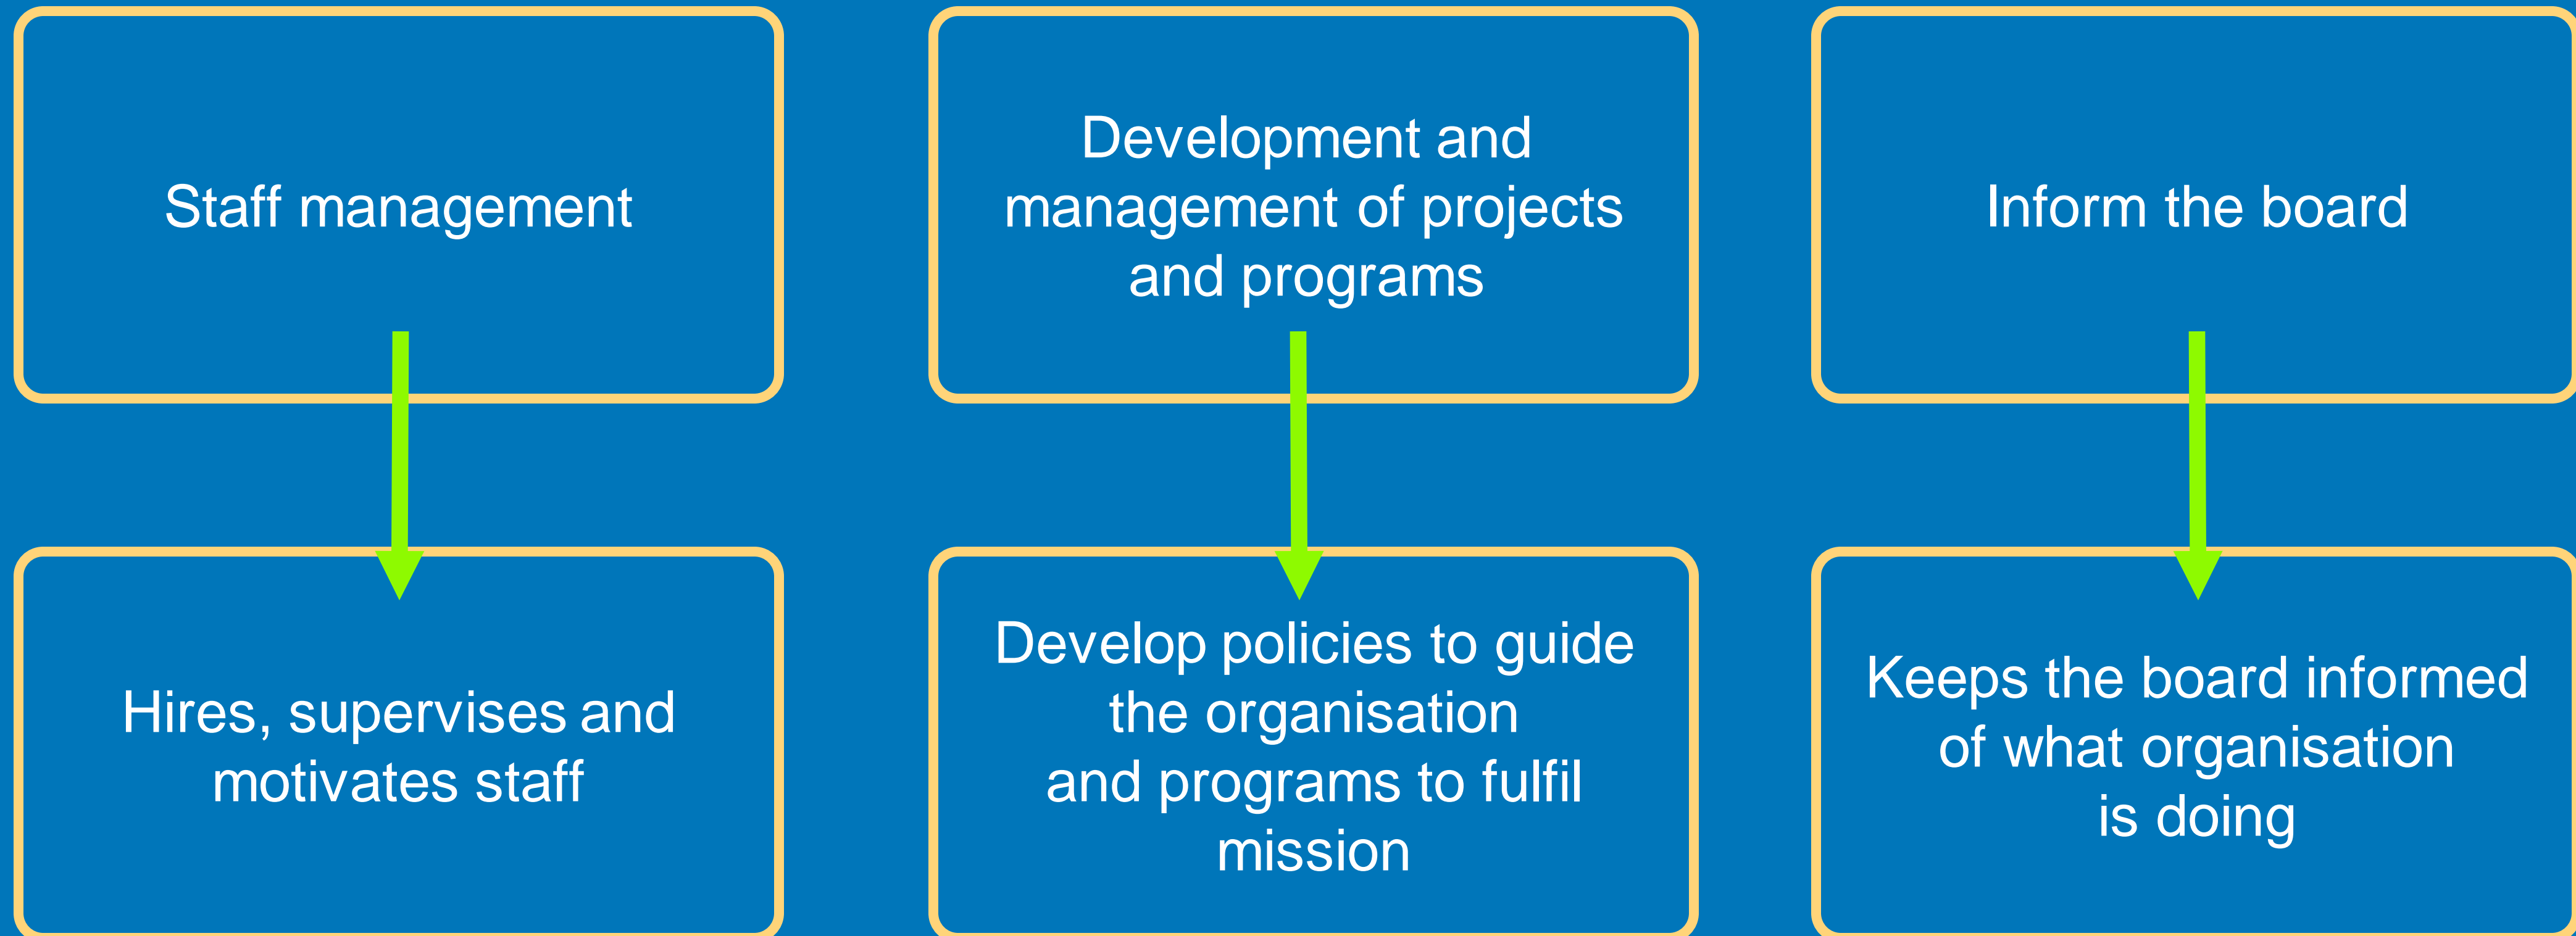 Staff management
Development and
management of projects
and programs
Inform the board
Hires, supervises and
motivates staff
Develop policies to guide
the organisation
and programs to fulfil
mission
Keeps the board informed
of what organisation
is doing